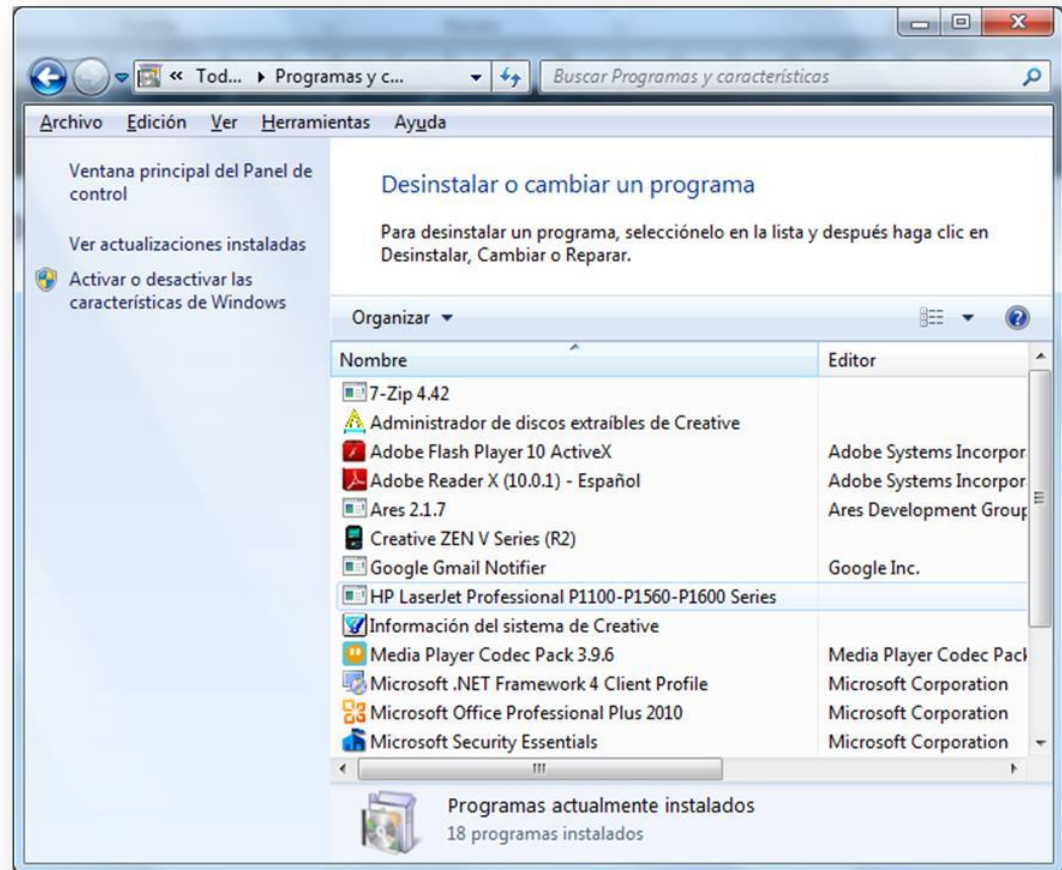 « Tod... ▸ Programas y c...
Buscar Programas y características
Archivo Edición Ver Herramientas Ayuda
Ventana principal del Panel de
control
Ver actualizaciones instaladas
Activar o desactivar las
características de Windows
Desinstalar o cambiar un programa
Para desinstalar un programa, selecciónelo en la lista y después haga clic en
Desinstalar, Cambiar o Reparar.
Organizar
Nombre Editor
7-Zip 4.42
Administrador de discos extraíbles de Creative
Adobe Flash Player 10 ActiveX Adobe Systems Incorpor
Adobe Reader X (10.0.1) - Español Adobe Systems Incorpor
Ares 2.1.7 Ares Development Group
Creative ZEN V Series (R2)
Google Gmail Notifier Google Inc.
HP LaserJet Professional P1100-P1560-P1600 Series
Información del sistema de Creative
Media Player Codec Pack 3.9.6 Media Player Codec Pack
Microsoft .NET Framework 4 Client Profile Microsoft Corporation
Microsoft Office Professional Plus 2010 Microsoft Corporation
Microsoft Security Essentials Microsoft Corporation
Programas actualmente instalados
18 programas instalados